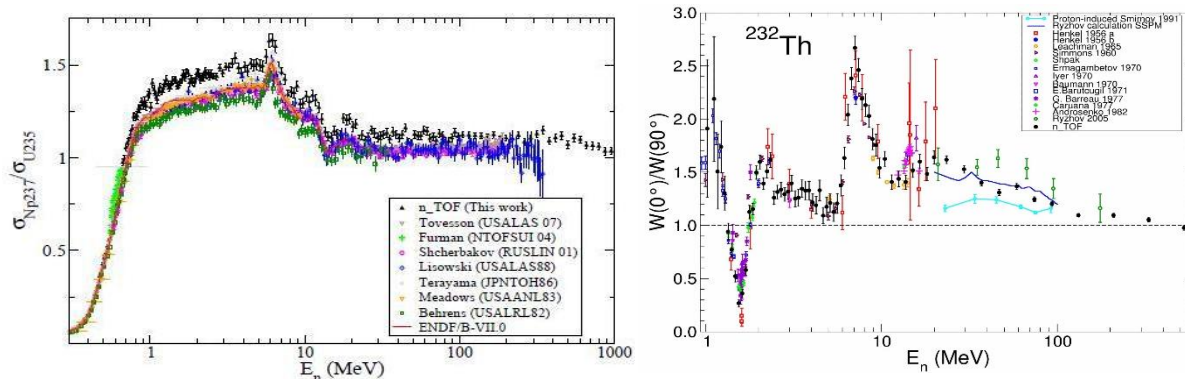 σNp237/σU235
1.5
1
0.5
n_TOF (This work)
Tovesson (USALAS 07)
Furman (NTOFSUI 04)
Shcherbakov (RUSLIN 01)
Lisowski (USALAS88)
Terayama (JPNTOH86)
Meadows (USAANL83)
Behrens (USALRL82)
ENDF/B-VII.0
1 10 100 1000
En (MeV)
W(0°)/W(90°)
3.0
2.5
2.0
1.5
1.0
0.5
0.0
232Th
Proton-induced Smirnov 1991
Ryzhov calculation SSPM
Henkel 1956 a
Henkel 1956 b
Leachman 1965
Simmons 1960
Shpak
Ermagambetov 1970
Iyer 1970
Baumann 1970
E.Barutcugil 1971
G. Barreau 1977
Caruana 1977
Androsenko 1982
Ryzhov 2005
n_TOF
1 10 100
En (MeV)